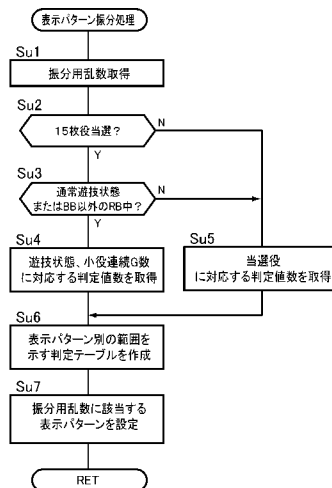 表示パターン振分処理
Su1
振分用乱数取得
Su2
15枚役当選?
N
Y
Su3
通常遊技状態
またはBB以外のRB中?
N
Y
Su4
遊技状態、小役連続G数
に対応する判定値数を取得
Su5
当選役
に対応する判定値数を取得
Su6
表示パターン別の範囲を
示す判定テーブルを作成
Su7
振分用乱数に該当する
表示パターンを設定
RET